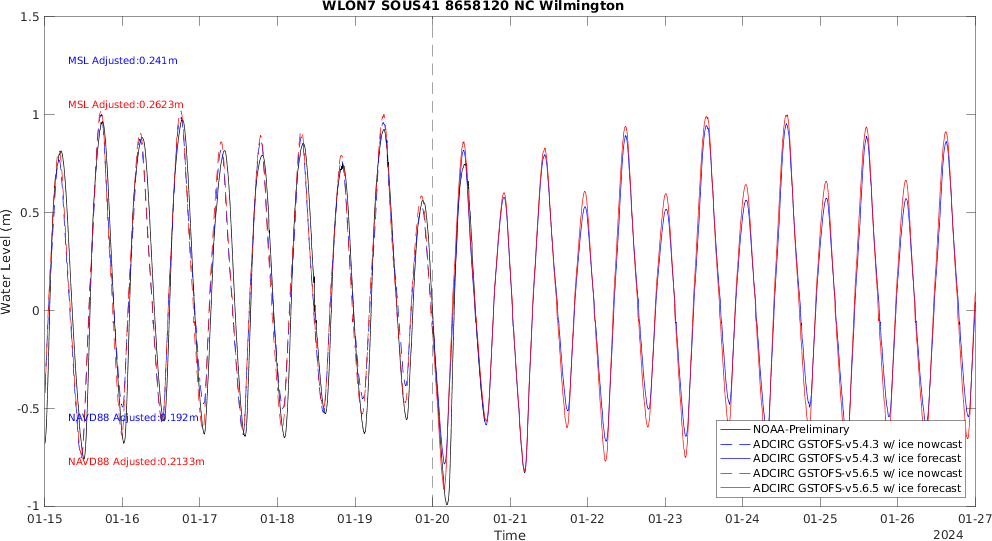 WLON7 SOUS41 8658120 NC Wilmington
1.5
MSL Adjusted:0.241m
MSL Adjusted:0.2623m
1
0.5
Water Level (m)
0
-0.5
NAVD88 Adjusted:0.192m
NAVD88 Adjusted:0.2133m
-1
NOAA-Preliminary
ADCIRC GSTOFS-v5.4.3 w/ ice nowcast
ADCIRC GSTOFS-v5.4.3 w/ ice forecast
ADCIRC GSTOFS-v5.6.5 w/ ice nowcast
ADCIRC GSTOFS-v5.6.5 w/ ice forecast
01-15 01-16 01-17 01-18 01-19 01-20 01-21 01-22 01-23 01-24 01-25 01-26 01-27
Time
2024